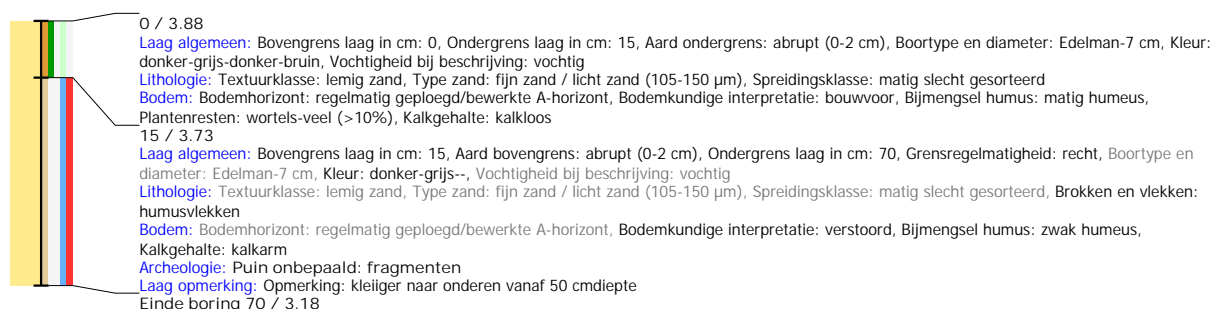 0 / 3.88
Laag algemeen: Bovengrens laag in cm: 0, Ondergrens laag in cm: 15, Aard ondergrens: abrupt (0-2 cm), Boortype en diameter: Edelman-7 cm, Kleur:
donker-grijs-donker-bruin, Vochtigheid bij beschrijving: vochtig
Lithologie: Textuurklasse: lemig zand, Type zand: fijn zand / licht zand (105-150 µm), Spreidingsklasse: matig slecht gesorteerd
Bodem: Bodemhorizont: regelmatig geploegd/bewerkte A-horizont, Bodemkundige interpretatie: bouwvoor, Bijmengsel humus: matig humeus,
Plantenresten: wortels-veel (>10%), Kalkgehalte: kalkloos
15 / 3.73
Laag algemeen: Bovengrens laag in cm: 15, Aard bovengrens: abrupt (0-2 cm), Ondergrens laag in cm: 70, Grensregelmatigheid: recht, Boortype en
diameter: Edelman-7 cm, Kleur: donker-grijs--, Vochtigheid bij beschrijving: vochtig
Lithologie: Textuurklasse: lemig zand, Type zand: fijn zand / licht zand (105-150 µm), Spreidingsklasse: matig slecht gesorteerd, Brokken en vlekken:
humusvlekken
Bodem: Bodemhorizont: regelmatig geploegd/bewerkte A-horizont, Bodemkundige interpretatie: verstoord, Bijmengsel humus: zwak humeus,
Kalkgehalte: kalkarm
Archeologie: Puin onbepaald: fragmenten
Laag opmerking: Opmerking: kleiiger naar onderen vanaf 50 cmdiepte
Einde boring 70 / 3.18